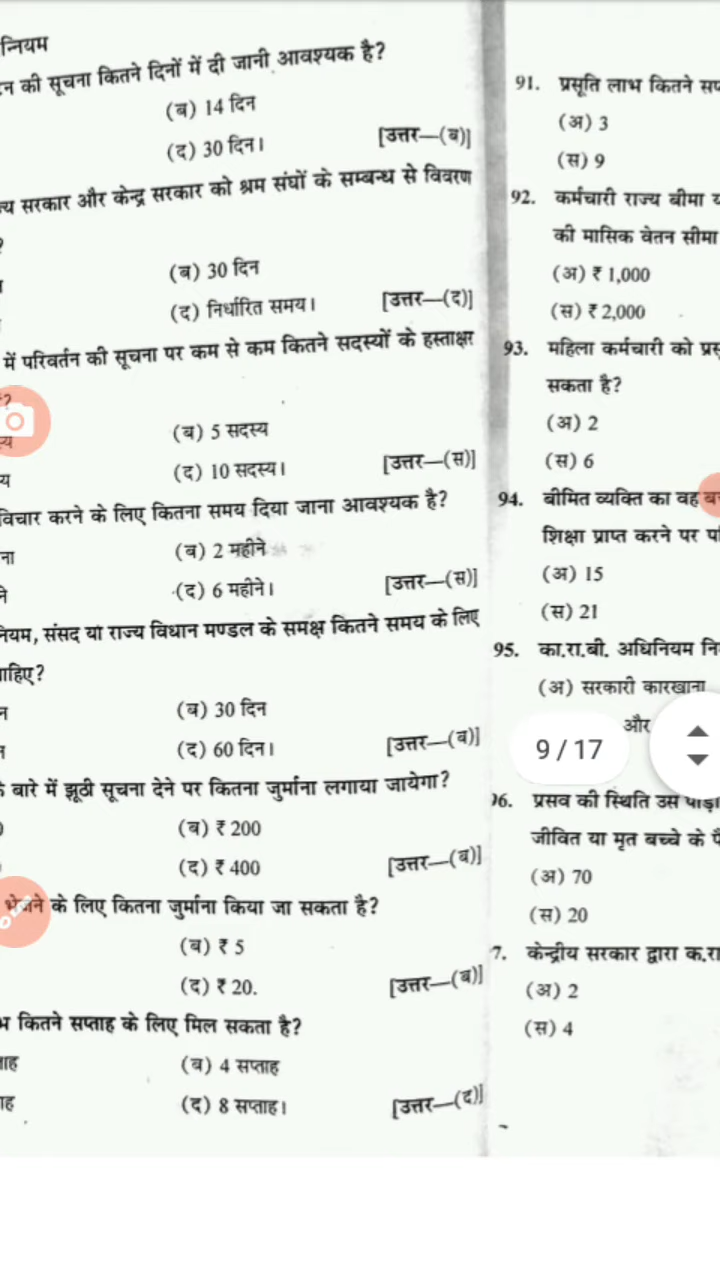 न्नियम
न की सूचना कितने दिनों में दी जानी आवश्यक है?
(ब) 14 दिन
(द) 30 दिन। [उत्तर—(ब)]
य सरकार और केन्द्र सरकार को श्रम संघों के सम्बन्ध से विवरण
?
(ब) 30 दिन
(द) निर्धारित समय। [उत्तर—(द)]
में परिवर्तन की सूचना पर कम से कम कितने सदस्यों के हस्ताक्षर
?
स्य (ब) 5 सदस्य
य (द) 10 सदस्य। [उत्तर—(स)]
विचार करने के लिए कितना समय दिया जाना आवश्यक है?
ना (ब) 2 महीने
ने (द) 6 महीने। [उत्तर—(स)]
नियम, संसद या राज्य विधान मण्डल के समक्ष कितने समय के लिए
ाहिए?
न (ब) 30 दिन
न (द) 60 दिन। [उत्तर—(ब)]
के बारे में झूठी सूचना देने पर कितना जुर्माना लगाया जायेगा?
(ब) ₹ 200
(द) ₹ 400 [उत्तर—(ब)]
भेजने के लिए कितना जुर्माना किया जा सकता है?
(ब) ₹ 5
(द) ₹ 20. [उत्तर—(ब)]
भ कितने सप्ताह के लिए मिल सकता है?
ाह (ब) 4 सप्ताह
ाह (द) 8 सप्ताह। [उत्तर—(द)]
91. प्रसूति लाभ कितने सप
(अ) 3
(स) 9
92. कर्मचारी राज्य बीमा य
की मासिक वेतन सीमा
(अ) ₹ 1,000
(स) ₹ 2,000
93. महिला कर्मचारी को प्रसू
सकता है?
(अ) 2
(स) 6
94. बीमित व्यक्ति का वह ब
शिक्षा प्राप्त करने पर प
(अ) 15
(स) 21
95. का.रा.बी. अधिनियम नि
(अ) सरकारी कारखाना
और
9 / 17
96. प्रसव की स्थिति उस पीड़ा
जीवित या मृत बच्चे के पै
(अ) 70
(स) 20
7. केन्द्रीय सरकार द्वारा क.रा
(अ) 2
(स) 4